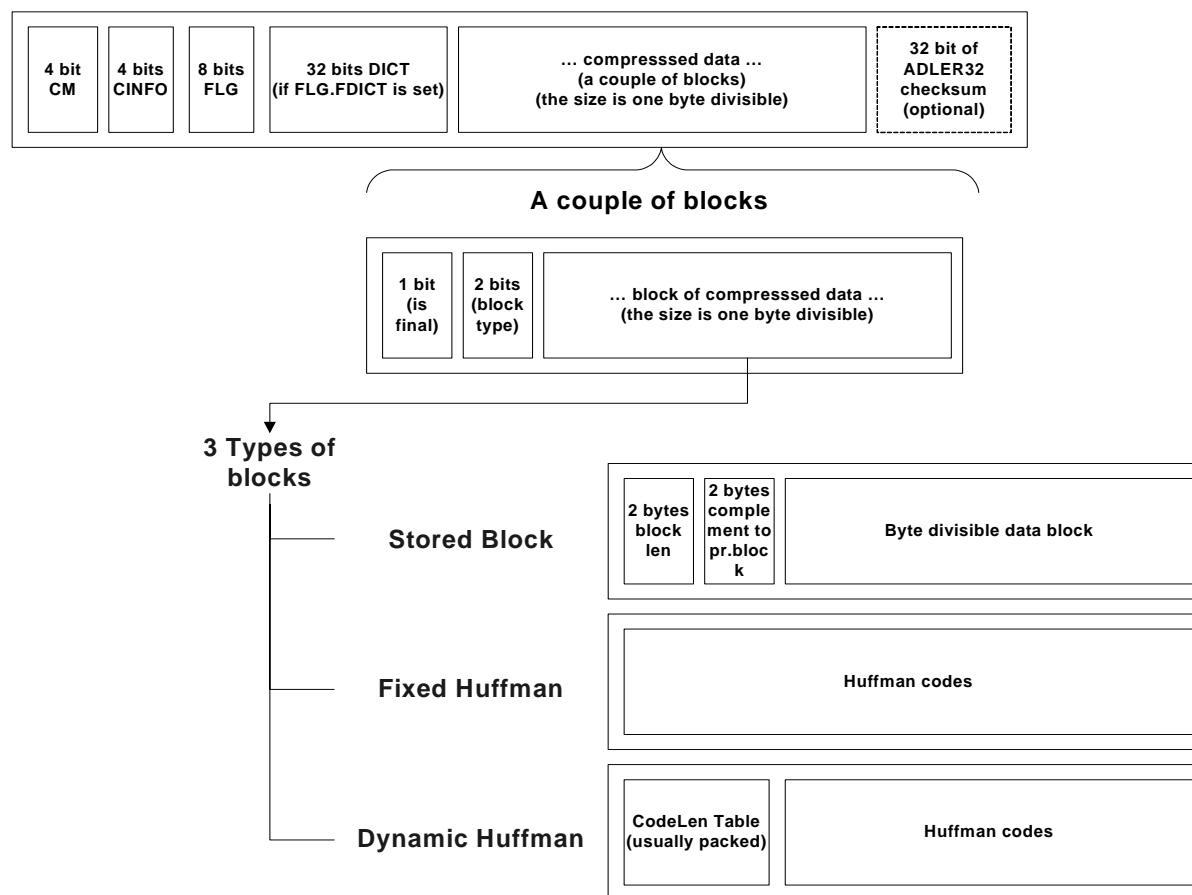 4 bit
CM
4 bits
CINFO
8 bits
FLG
32 bits DICT
(if FLG.FDICT is set)
... compresssed data ...
(a couple of blocks)
(the size is one byte divisible)
32 bit of
ADLER32
checksum
(optional)
A couple of blocks
1 bit
(is
final)
2 bits
(block
type)
... block of compresssed data ...
(the size is one byte divisible)
3 Types of
blocks
Stored Block
2 bytes
block
len
2 bytes
comple
ment to
pr.bloc
k
Byte divisible data block
Fixed Huffman
Huffman codes
Dynamic Huffman
CodeLen Table
(usually packed)
Huffman codes